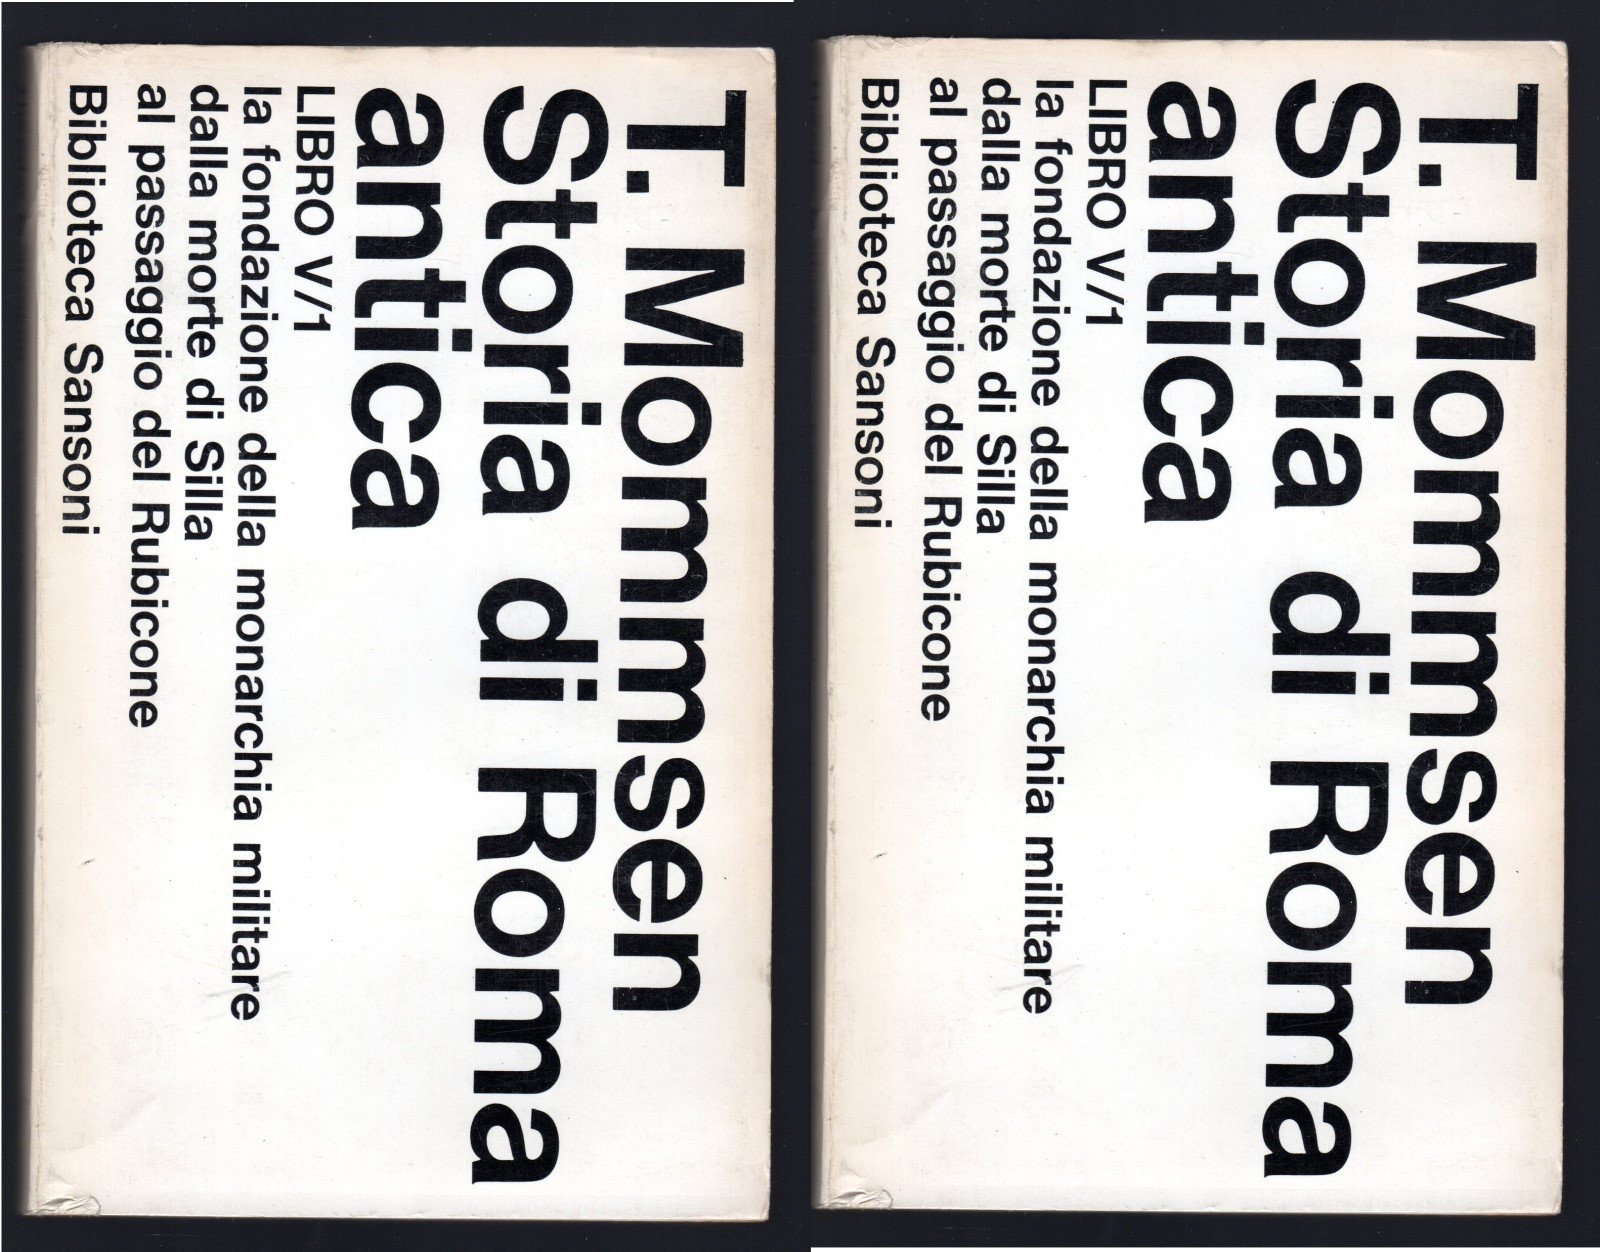 T. Mommsen
Storia di Roma
antica
LIBRO V/1
la fondazione della monarchia militare
dalla morte di Silla
al passaggio del Rubicone
Biblioteca Sansoni
T. Mommsen
Storia di Roma
antica
LIBRO V/1
la fondazione della monarchia militare
dalla morte di Silla
al passaggio del Rubicone
Biblioteca Sansoni